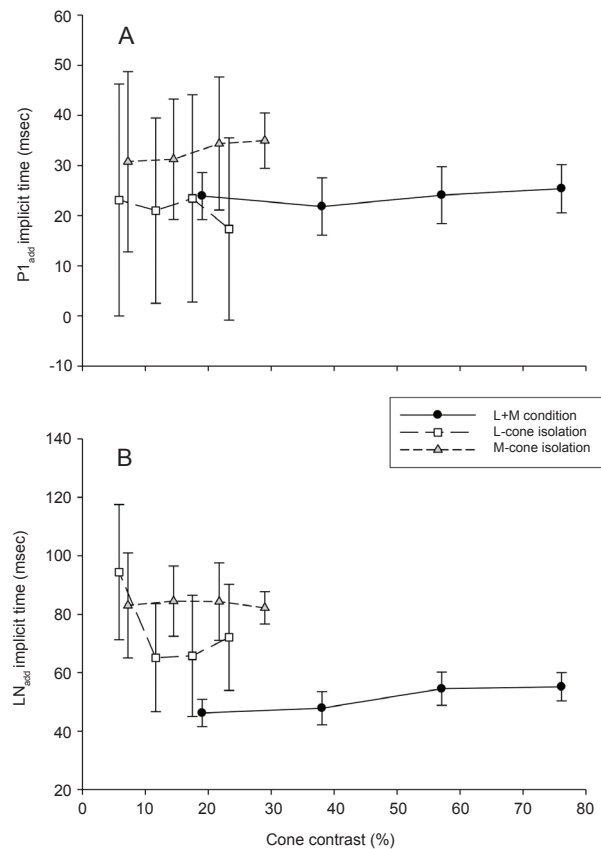 A
60
50
40
30
20
10
0
-10
P1add implicit time (msec)
L+M condition
L-cone isolation
M-cone isolation
B
140
120
100
80
60
40
20
LNadd implicit time (msec)
0 10 20 30 40 50 60 70 80
Cone contrast (%)